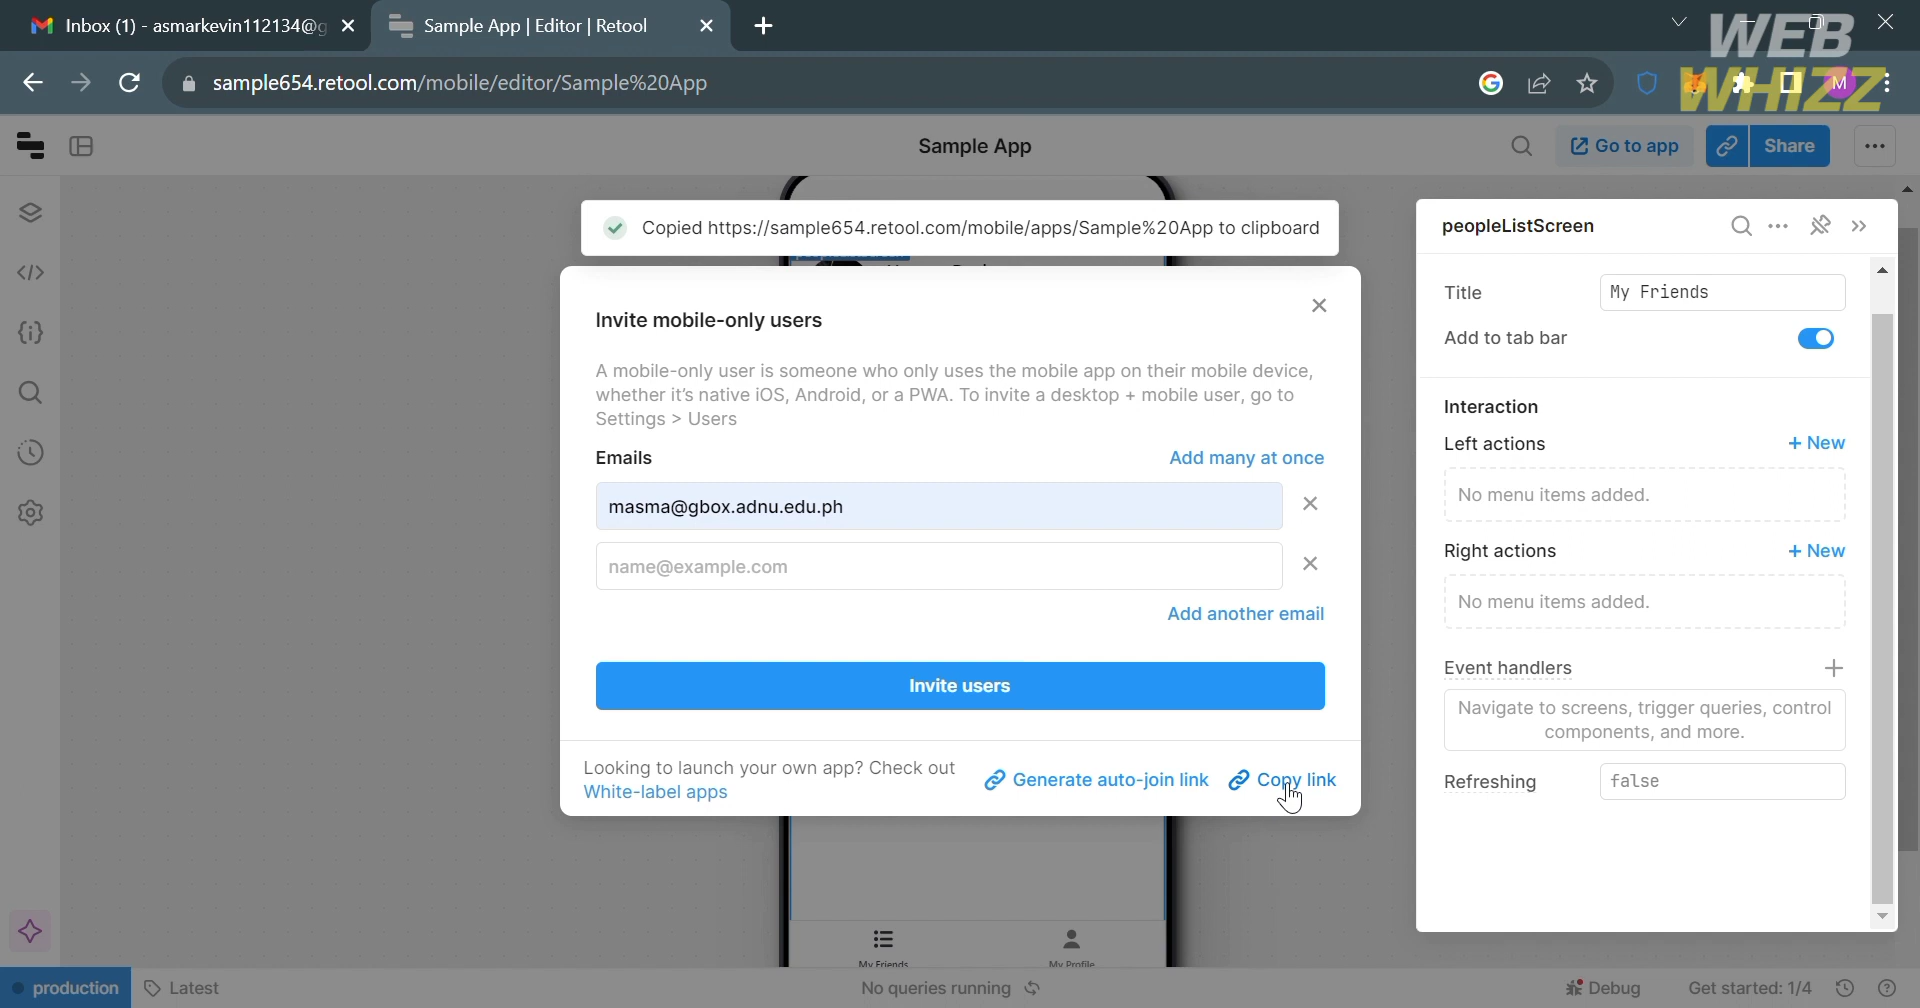 Inbox (1) - asmarkevin112134@g
Sample App | Editor | Retool
WEB
WHIZZ
sample654.retool.com/mobile/editor/Sample%20App
M
Sample App
Go to app
Share
Copied https://sample654.retool.com/mobile/apps/Sample%20App to clipboard
peopleListScreen
Invite mobile-only users
A mobile-only user is someone who only uses the mobile app on their mobile device,
whether it's native iOS, Android, or a PWA. To invite a desktop + mobile user, go to
Settings > Users
Emails
Add many at once
masma@gbox.adnu.edu.ph
name@example.com
Add another email
Invite users
Looking to launch your own app? Check out
White-label apps
Generate auto-join link
Copy link
Title
My Friends
Add to tab bar
Interaction
Left actions
+ New
No menu items added.
Right actions
+ New
No menu items added.
Event handlers
Navigate to screens, trigger queries, control
components, and more.
Refreshing
false
My Friends
My Profile
production
Latest
No queries running
Debug
Get started: 1/4